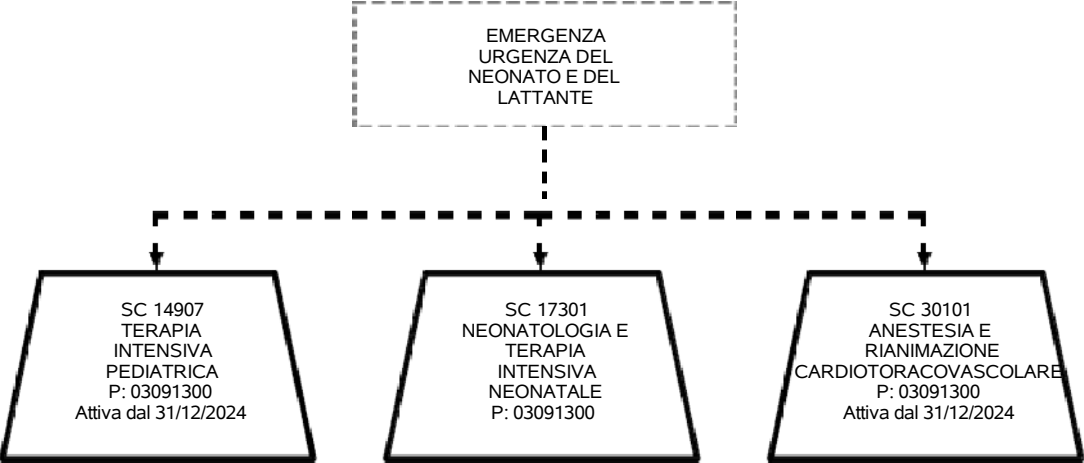 EMERGENZA
URGENZA DEL
NEONATO E DEL
LATTANTE
SC 14907
TERAPIA
INTENSIVA
PEDIATRICA
P: 03091300
Attiva dal 31/12/2024
SC 17301
NEONATOLOGIA E
TERAPIA
INTENSIVA
NEONATALE
P: 03091300
SC 30101
ANESTESIA E
RIANIMAZIONE
CARDIOTORACOVASCOLARE
P: 03091300
Attiva dal 31/12/2024